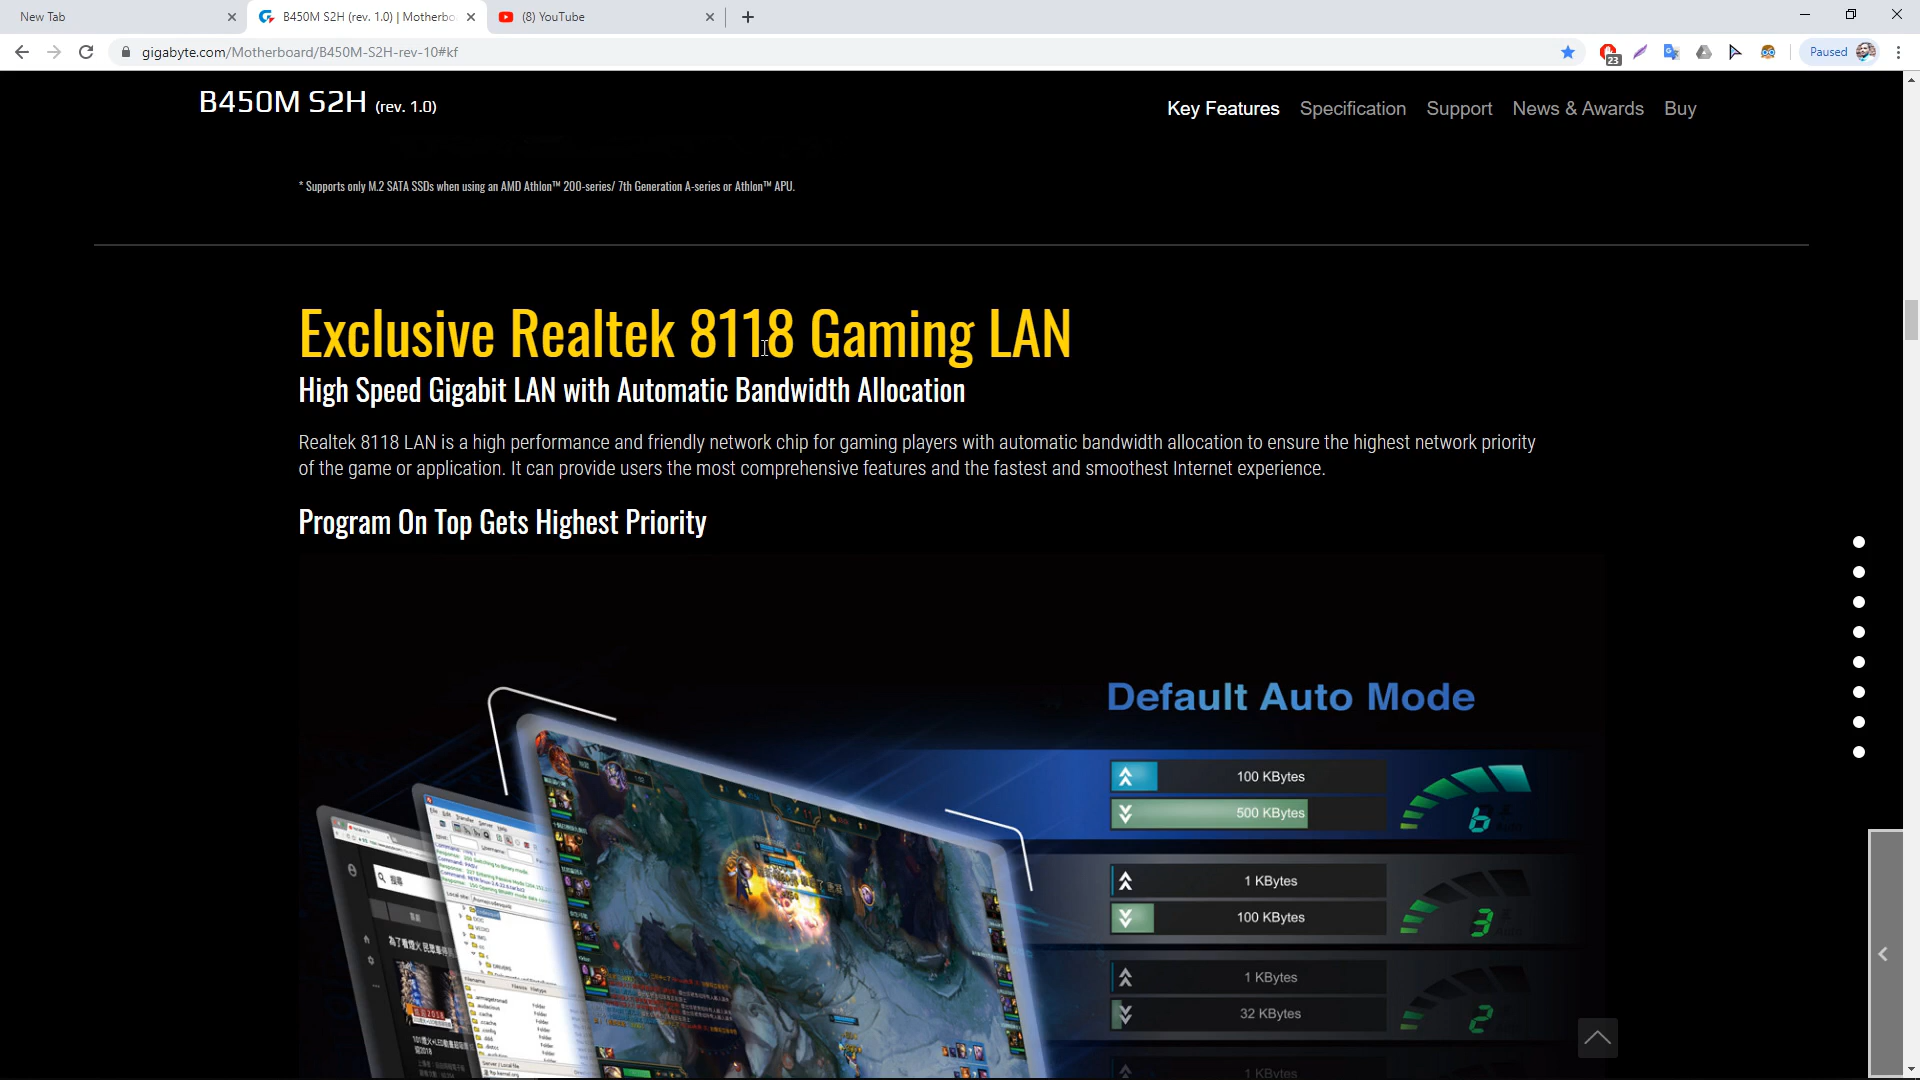 New Tab
B450M S2H (rev. 1.0) | Motherbo
(8) YouTube
gigabyte.com/Motherboard/B450M-S2H-rev-10#kf
23
Paused
B450M S2H (rev. 1.0)
Key Features
Specification
Support
News & Awards
Buy
* Supports only M.2 SATA SSDs when using an AMD Athlon™ 200-series/ 7th Generation A-series or Athlon™ APU.
Exclusive Realtek 8118 Gaming LAN
High Speed Gigabit LAN with Automatic Bandwidth Allocation
Realtek 8118 LAN is a high performance and friendly network chip for gaming players with automatic bandwidth allocation to ensure the highest network priority
of the game or application. It can provide users the most comprehensive features and the fastest and smoothest Internet experience.
Program On Top Gets Highest Priority
Default Auto Mode
100 KBytes
500 KBytes
6
1 KBytes
100 KBytes
3
1 KBytes
32 KBytes
2
1 KBytes